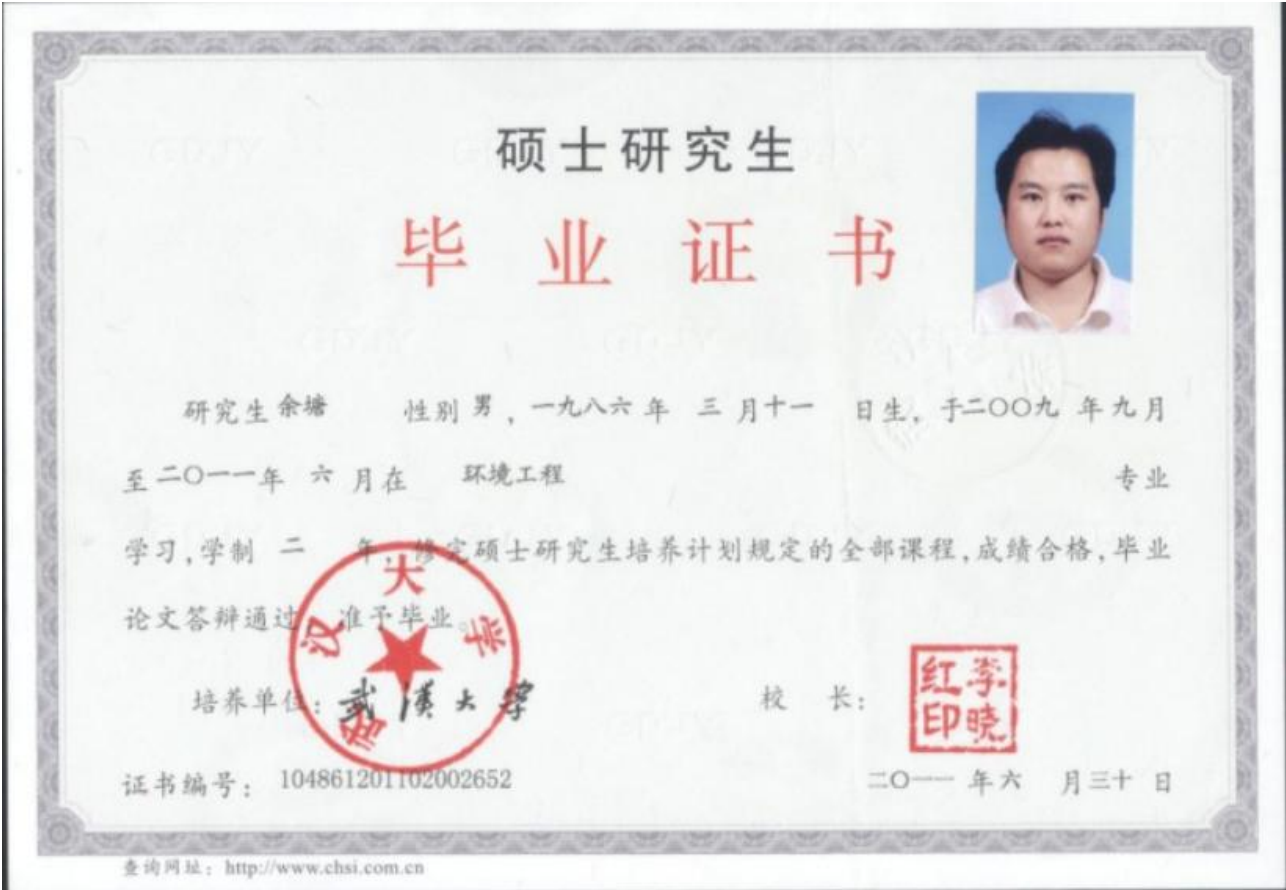 硕士研究生
毕业证书
研究生 余塘 性别 男，一九八六年 三 月十一 日生，于二〇〇九 年九月
至二〇一一年 六 月在 环境工程 专业
学习，学制 二 年，修完硕士研究生培养计划规定的全部课程，成绩合格，毕业
论文答辩通过，准予毕业。
培养单位：武漢大学 校 长：
武汉大学
李晓红印
证书编号：104861201102002652 二〇一一 年六 月三十 日
查询网址：http://www.chsi.com.cn